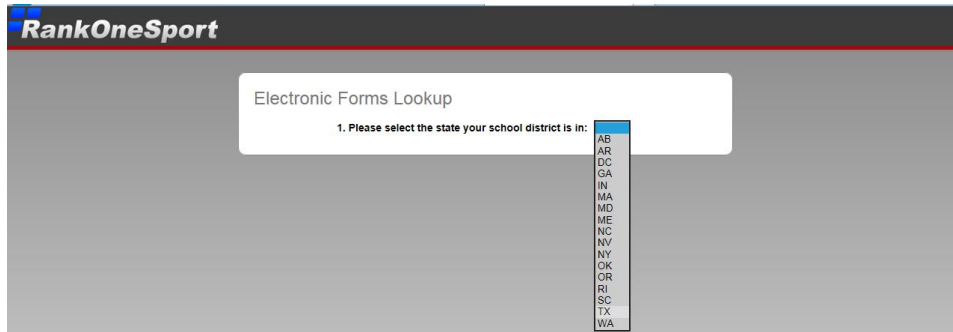 RankOneSport
Electronic Forms Lookup
1. Please select the state your school district is in:
AB
AR
DC
GA
IN
MA
MD
ME
NC
NV
NY
OK
OR
RI
SC
TX
WA